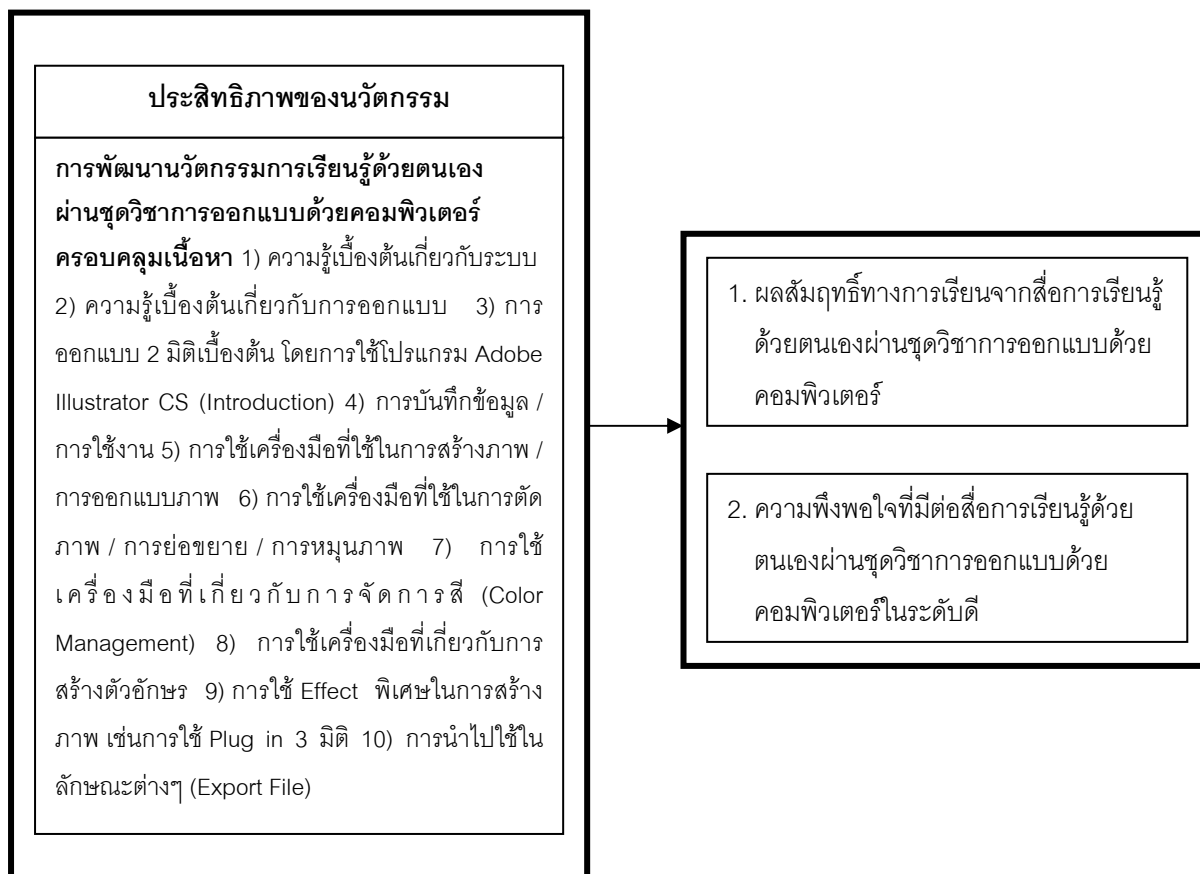 ประสิทธิภาพของนวัตกรรม
การพัฒนานวัตกรรมการเรียนรู้ด้วยตนเอง
ผ่านชุดวิชาการออกแบบด้วยคอมพิวเตอร์
ครอบคลุมเนื้อหา 1) ความรู้เบื้องต้นเกี่ยวกับระบบ
2) ความรู้เบื้องต้นเกี่ยวกับการออกแบบ 3) การ
ออกแบบ 2 มิติเบื้องต้น โดยการใช้โปรแกรม Adobe
Illustrator CS (Introduction) 4) การบันทึกข้อมูล /
การใช้งาน 5) การใช้เครื่องมือที่ใช้ในการสร้างภาพ /
การออกแบบภาพ 6) การใช้เครื่องมือที่ใช้ในการตัด
ภาพ / การย่อขยาย / การหมุนภาพ 7) การใช้
เครื่องมือที่เกี่ยวกับการจัดการสี (Color
Management) 8) การใช้เครื่องมือที่เกี่ยวกับการ
สร้างตัวอักษร 9) การใช้ Effect พิเศษในการสร้าง
ภาพ เช่นการใช้ Plug in 3 มิติ 10) การนำไปใช้ใน
ลักษณะต่างๆ (Export File)
1. ผลสัมฤทธิ์ทางการเรียนจากสื่อการเรียนรู้
ด้วยตนเองผ่านชุดวิชาการออกแบบด้วย
คอมพิวเตอร์
2. ความพึงพอใจที่มีต่อสื่อการเรียนรู้ด้วย
ตนเองผ่านชุดวิชาการออกแบบด้วย
คอมพิวเตอร์ในระดับดี